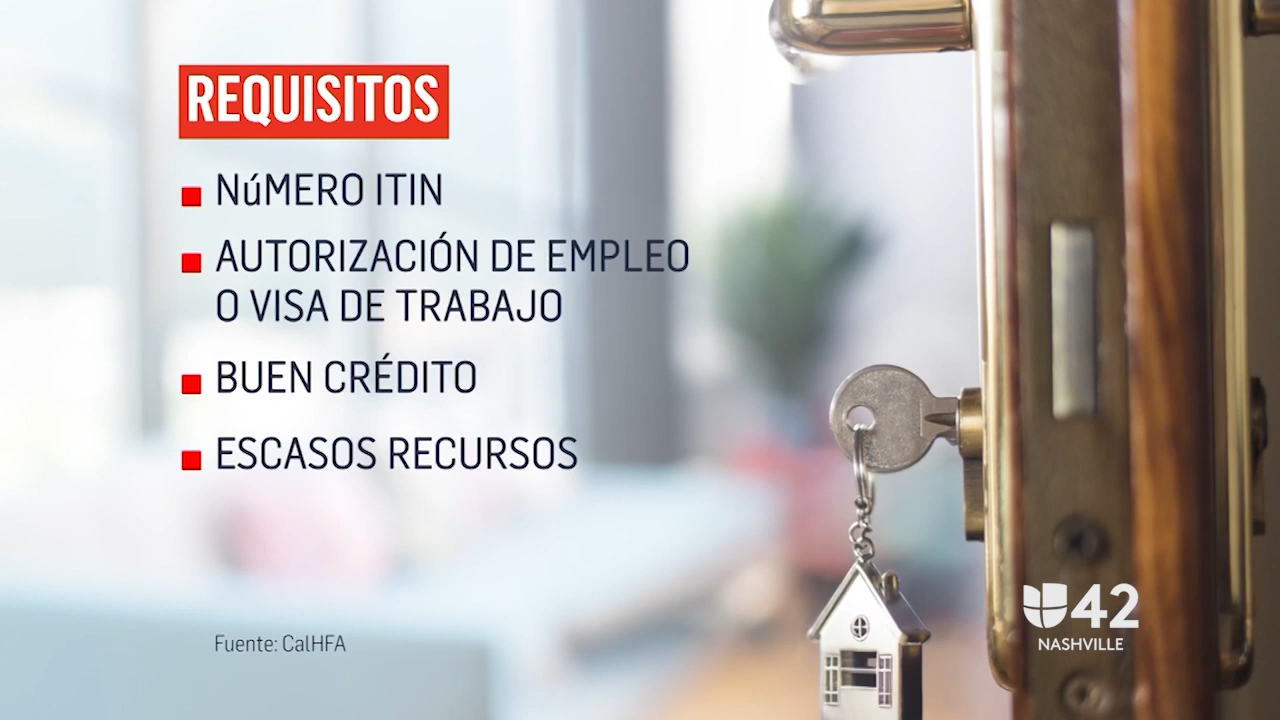 REQUISITOS
NúMERO ITIN
AUTORIZACIÓN DE EMPLEO
O VISA DE TRABAJO
BUEN CRÉDITO
ESCASOS RECURSOS
Fuente: CalHFA
42
NASHVILLE